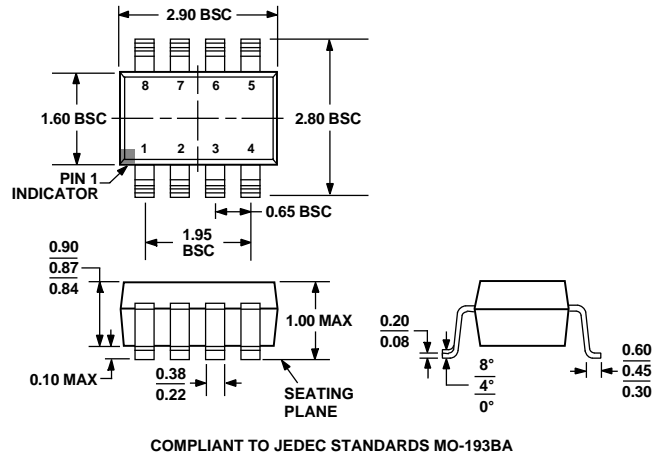 2.90 BSC
8 7 6 5
1.60 BSC
2.80 BSC
1 2 3 4
PIN 1
INDICATOR
0.65 BSC
1.95
BSC
0.90
0.87
0.84
1.00 MAX
0.10 MAX
0.38
0.22
SEATING
PLANE
0.20
0.08
8°
4°
0°
0.60
0.45
0.30
COMPLIANT TO JEDEC STANDARDS MO-193BA